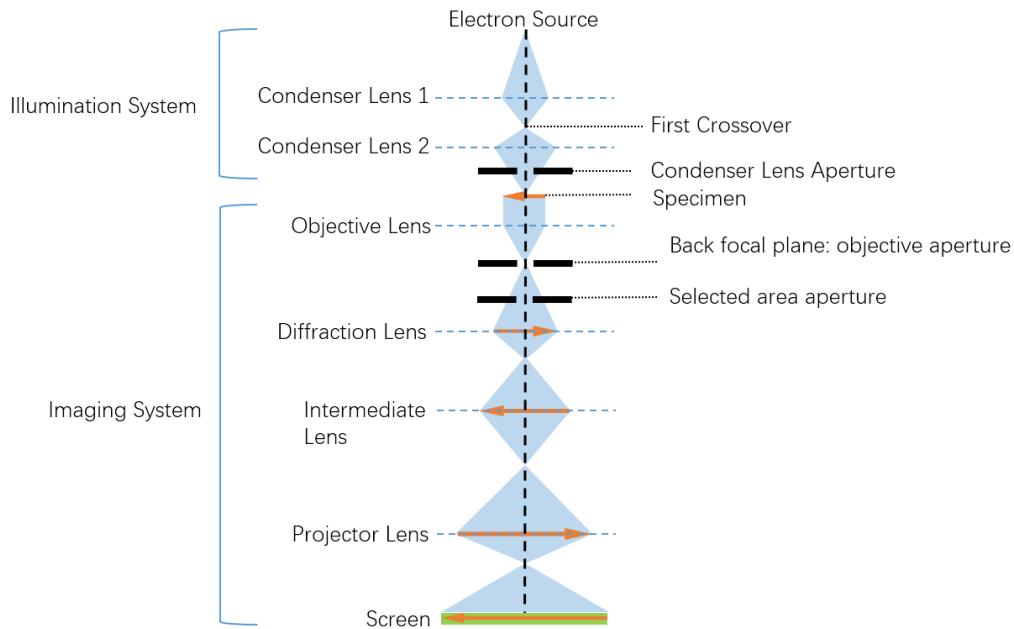 Electron Source
Illumination System
Condenser Lens 1
First Crossover
Condenser Lens 2
Condenser Lens Aperture
Specimen
Objective Lens
Back focal plane: objective aperture
Selected area aperture
Diffraction Lens
Imaging System
Intermediate
Lens
Projector Lens
Screen